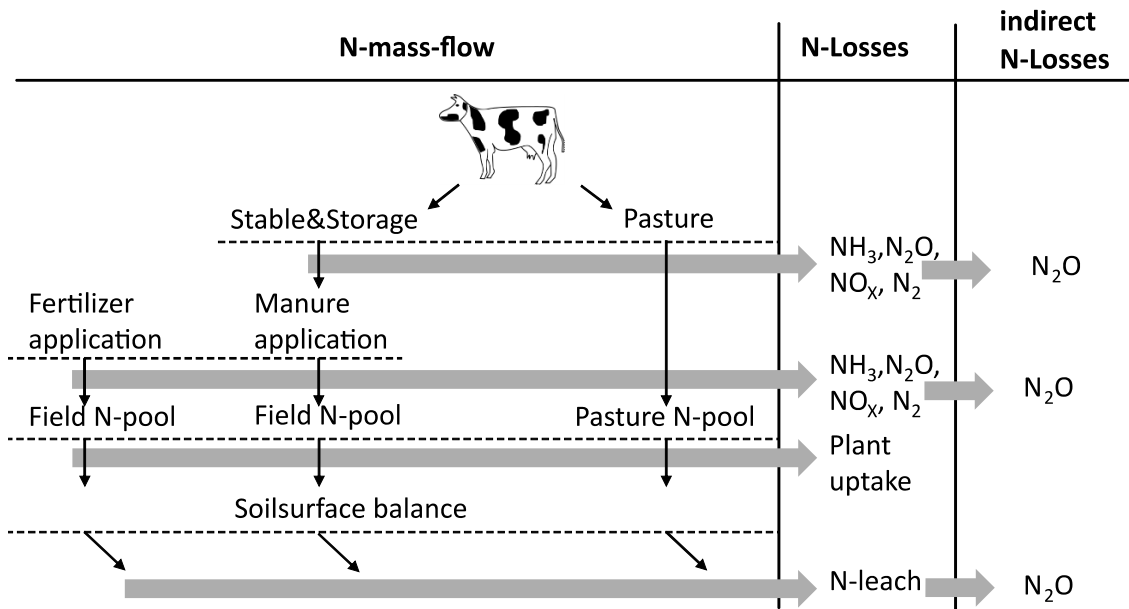 N-mass-flow
N-Losses
indirect
N-Losses
Stable&Storage
Pasture
NH₃,N₂O,
NOₓ, N₂
N₂O
Fertilizer
application
Manure
application
NH₃,N₂O,
NOₓ, N₂
N₂O
Field N-pool
Field N-pool
Pasture N-pool
Plant
uptake
Soilsurface balance
N-leach
N₂O